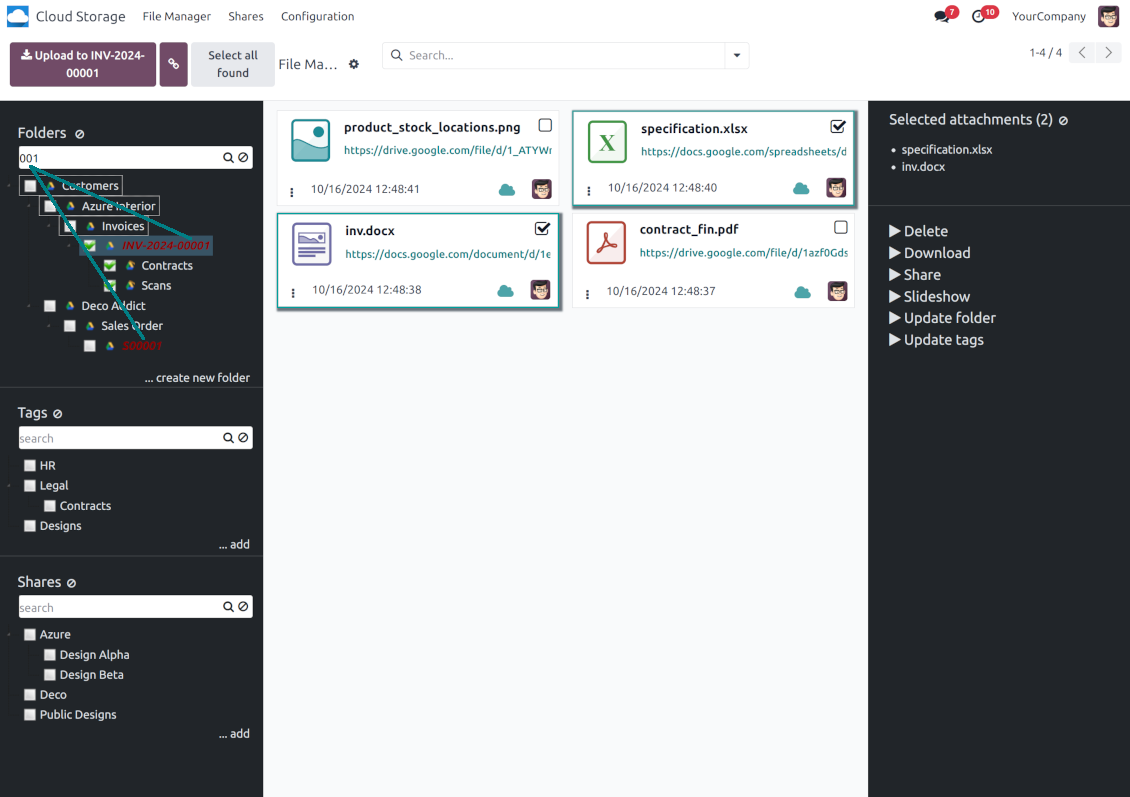 Cloud Storage File Manager Shares Configuration 7 10 YourCompany
Upload to INV-2024-
00001
Select all
found
File Ma...
Search...
1-4 / 4
Folders
001
Customers
Azure Interior
Invoices
INV-2024-00001
Contracts
Scans
Deco Addict
Sales Order
S00001
... create new folder
Tags
search
HR
Legal
Contracts
Designs
... add
Shares
search
Azure
Design Alpha
Design Beta
Deco
Public Designs
... add
product_stock_locations.png
https://drive.google.com/file/d/1_ATYWr
10/16/2024 12:48:41
specification.xlsx
https://docs.google.com/spreadsheets/d
10/16/2024 12:48:40
inv.docx
https://docs.google.com/document/d/1e
10/16/2024 12:48:38
contract_fin.pdf
https://drive.google.com/file/d/1azf0Gds
10/16/2024 12:48:37
Selected attachments (2)
specification.xlsx
inv.docx
Delete
Download
Share
Slideshow
Update folder
Update tags